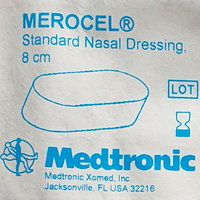 MEROCEL®
Standard Nasal Dressing,
8 cm
LOT
Medtronic
Medtronic Xomed, Inc.
Jacksonville, FL USA 32216